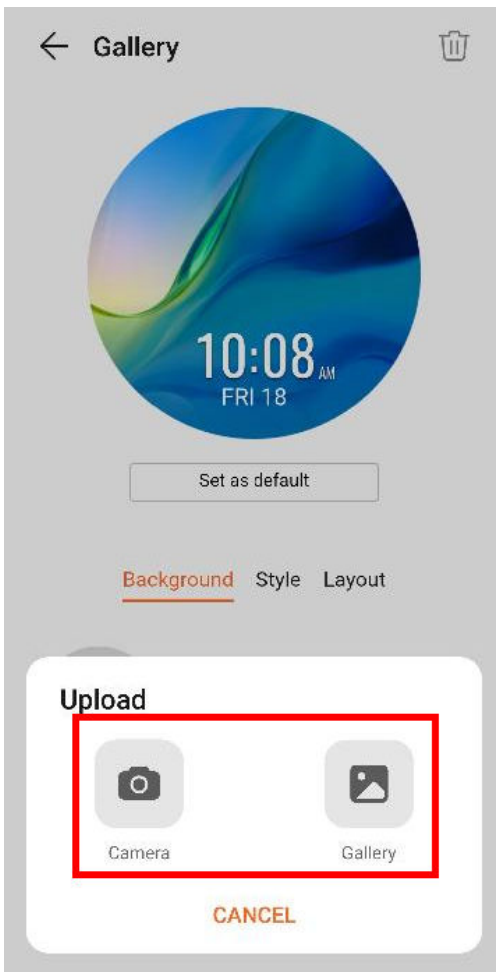 Gallery
10:08 AM
FRI 18
Set as default
Background Style Layout
Upload
Camera Gallery
CANCEL